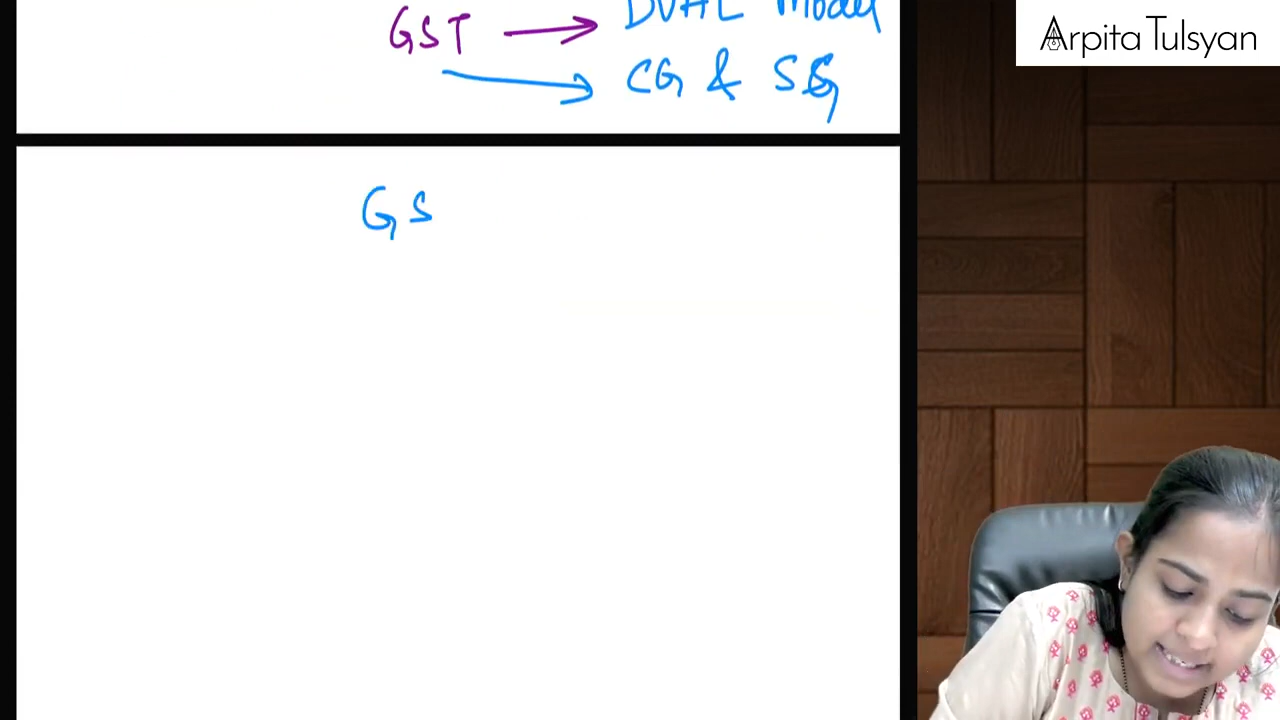 GST → DUAL Model
→ CG & SG
Arpita Tulsyan
GS